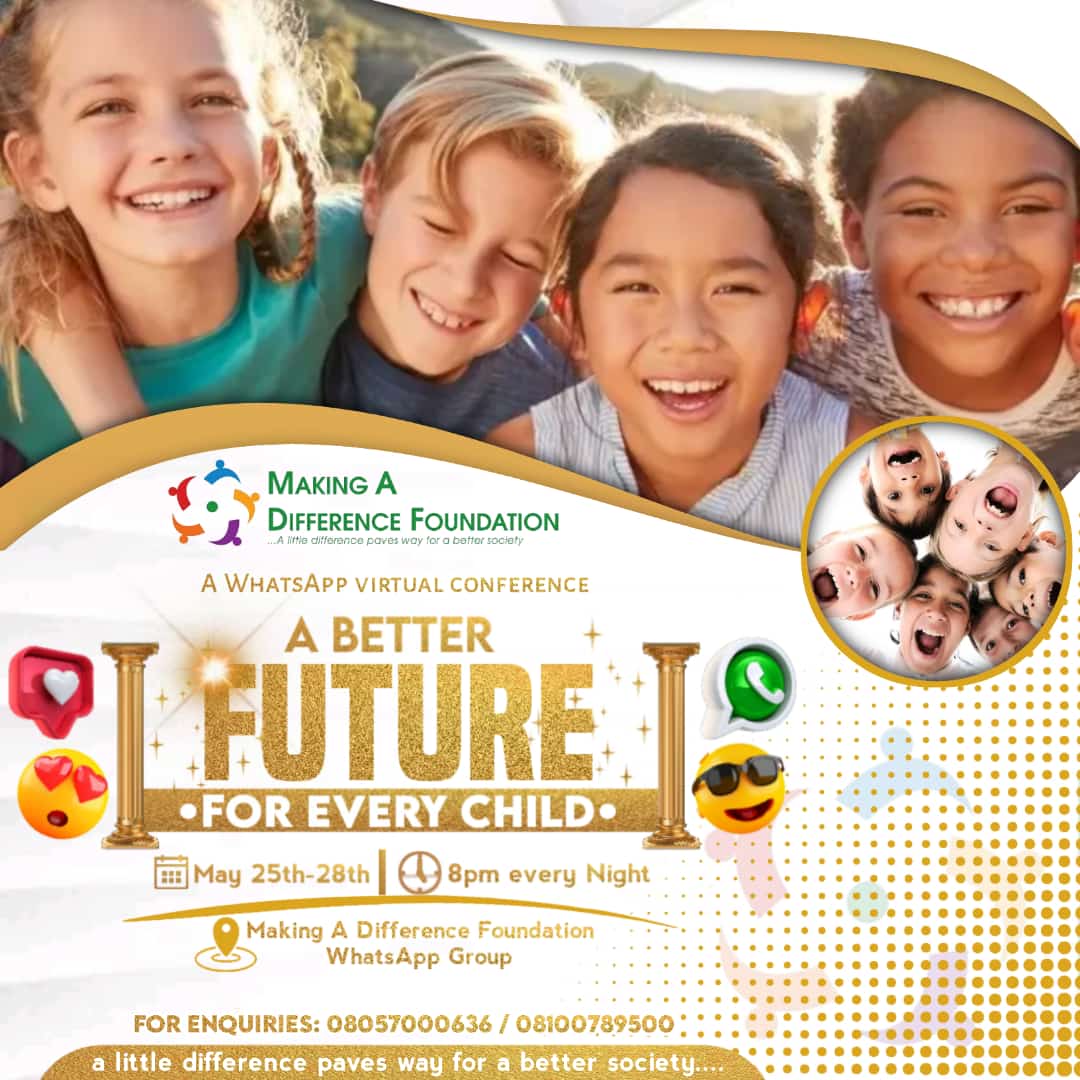 MAKING A
DIFFERENCE FOUNDATION
...A little difference paves way for a better society
A WHATSAPP VIRTUAL CONFERENCE
A BETTER
FUTURE
•FOR EVERY CHILD•
May 25th-28th | 8pm every Night
Making A Difference Foundation
WhatsApp Group
FOR ENQUIRIES: 08057000636 / 08100789500
a little difference paves way for a better society....